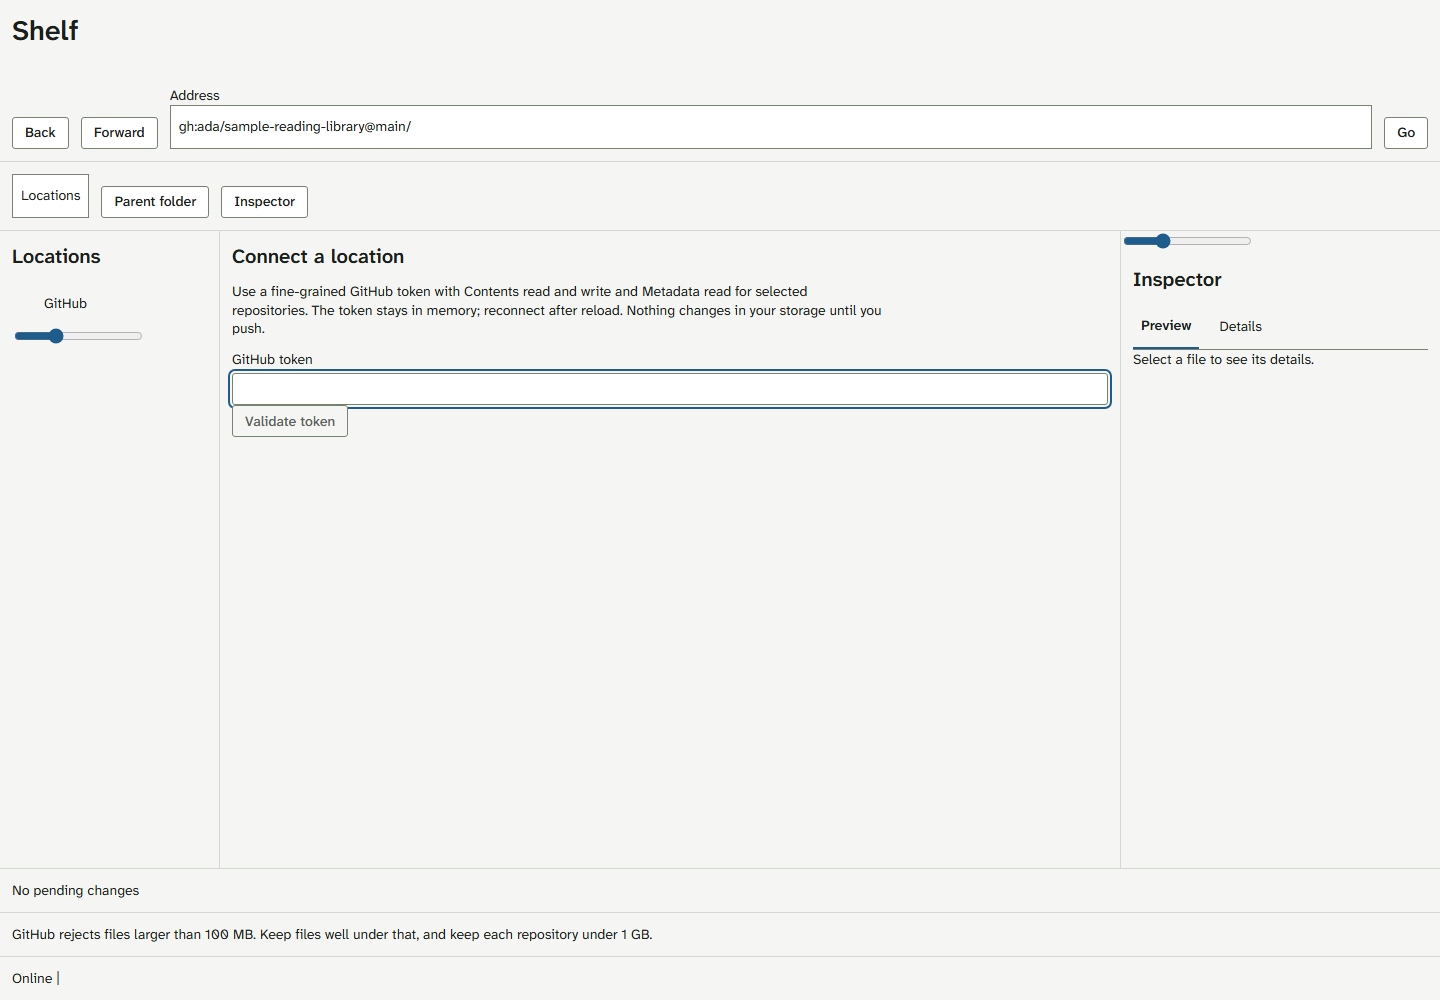 Shelf
Address
Back
Forward
gh:ada/sample-reading-library@main/
Go
Locations
Parent folder
Inspector
Locations
GitHub
Connect a location
Use a fine-grained GitHub token with Contents read and write and Metadata read for selected
repositories. The token stays in memory; reconnect after reload. Nothing changes in your storage until you
push.
GitHub token
Validate token
Inspector
Preview
Details
Select a file to see its details.
No pending changes
GitHub rejects files larger than 100 MB. Keep files well under that, and keep each repository under 1 GB.
Online |